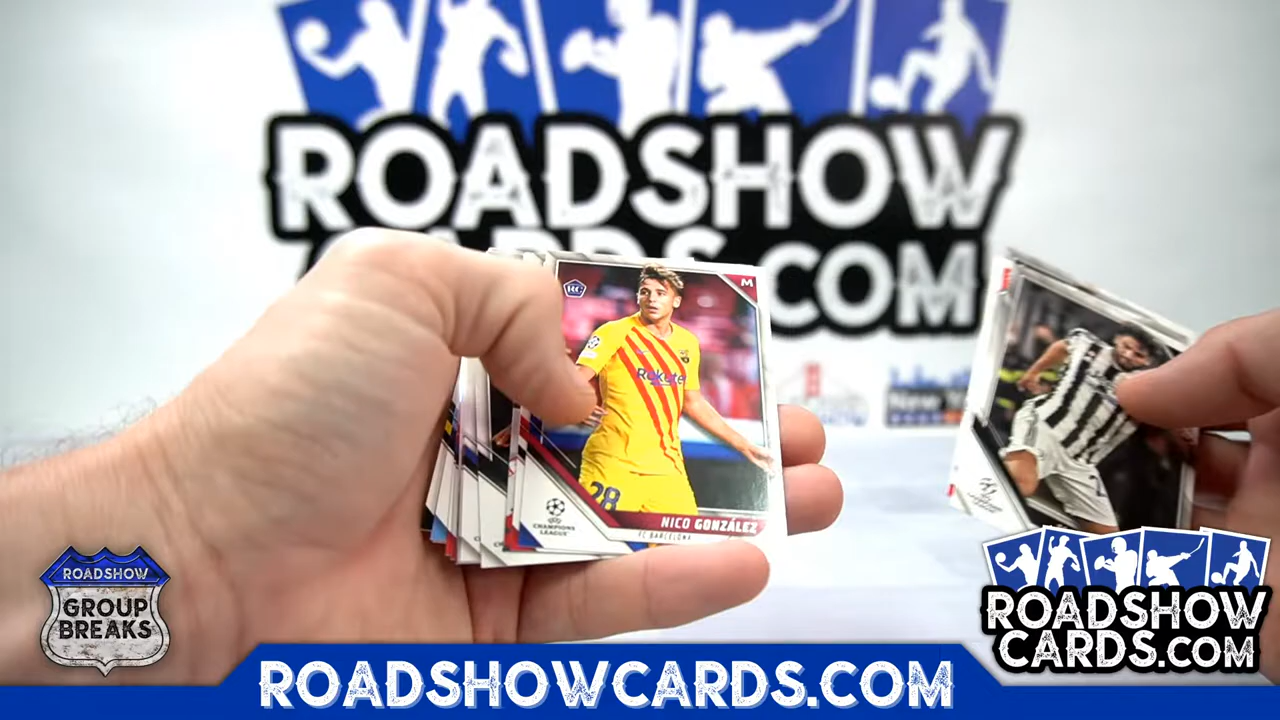 ROADSHOW
CARDS.COM
RC
M
Rakuten
28
CHAMPIONS
LEAGUE
NICO GONZÁLEZ
FC BARCELONA
New Y
ROADSHOW
GROUP
BREAKS
ROADSHOW
CARDS.COM
ROADSHOWCARDS.COM